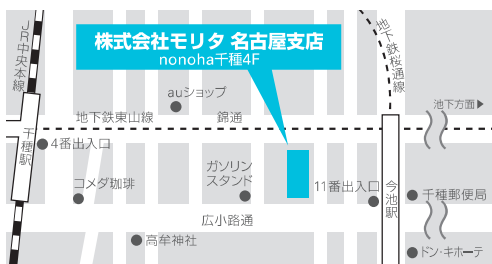 JR中央本線
株式会社モリタ 名古屋支店
nonoha千種4F
地下鉄桜通線
auショップ
池下方面▶
地下鉄東山線
錦通
千種駅
4番出入口
ガソリン
スタンド
コメダ珈琲
11番出入口
今池駅
千種郵便局
広小路通
高牟神社
ドン・キホーテ